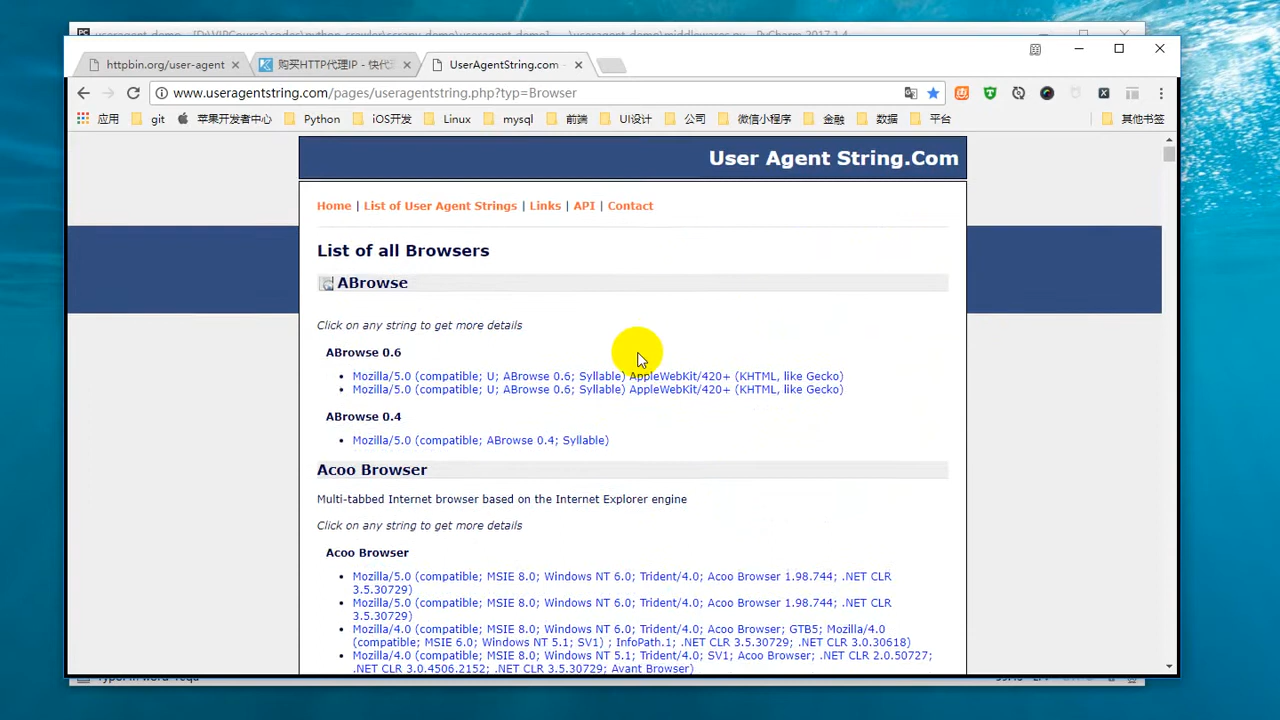 useragent_demo - [D:\VIPCourse\spder\python-crawler\scrapy_demo\useragent_demo] - ...\useragent_demo\middlewares.py - PyCharm 2017.1.4
httpbin.org/user-agent
购买HTTP代理IP - 快代
UserAgentString.com -
www.useragentstring.com/pages/useragentstring.php?typ=Browser
应用 git 苹果开发者中心 Python iOS开发 Linux mysql 前端 UI设计 公司 微信小程序 金融 数据 平台 其他书签
User Agent String.Com
Home | List of User Agent Strings | Links | API | Contact
List of all Browsers
ABrowse
Click on any string to get more details
ABrowse 0.6
• Mozilla/5.0 (compatible; U; ABrowse 0.6; Syllable) AppleWebKit/420+ (KHTML, like Gecko)
• Mozilla/5.0 (compatible; U; ABrowse 0.6; Syllable) AppleWebKit/420+ (KHTML, like Gecko)
ABrowse 0.4
• Mozilla/5.0 (compatible; ABrowse 0.4; Syllable)
Acoo Browser
Multi-tabbed Internet browser based on the Internet Explorer engine
Click on any string to get more details
Acoo Browser
• Mozilla/5.0 (compatible; MSIE 8.0; Windows NT 6.0; Trident/4.0; Acoo Browser 1.98.744; .NET CLR
3.5.30729)
• Mozilla/5.0 (compatible; MSIE 8.0; Windows NT 6.0; Trident/4.0; Acoo Browser 1.98.744; .NET CLR
3.5.30729)
• Mozilla/4.0 (compatible; MSIE 8.0; Windows NT 6.0; Trident/4.0; Acoo Browser; GTB5; Mozilla/4.0
(compatible; MSIE 6.0; Windows NT 5.1; SV1) ; InfoPath.1; .NET CLR 3.5.30729; .NET CLR 3.0.30618)
• Mozilla/4.0 (compatible; MSIE 8.0; Windows NT 5.1; Trident/4.0; SV1; Acoo Browser; .NET CLR 2.0.50727;
.NET CLR 3.0.4506.2152; .NET CLR 3.5.30729; Avant Browser)